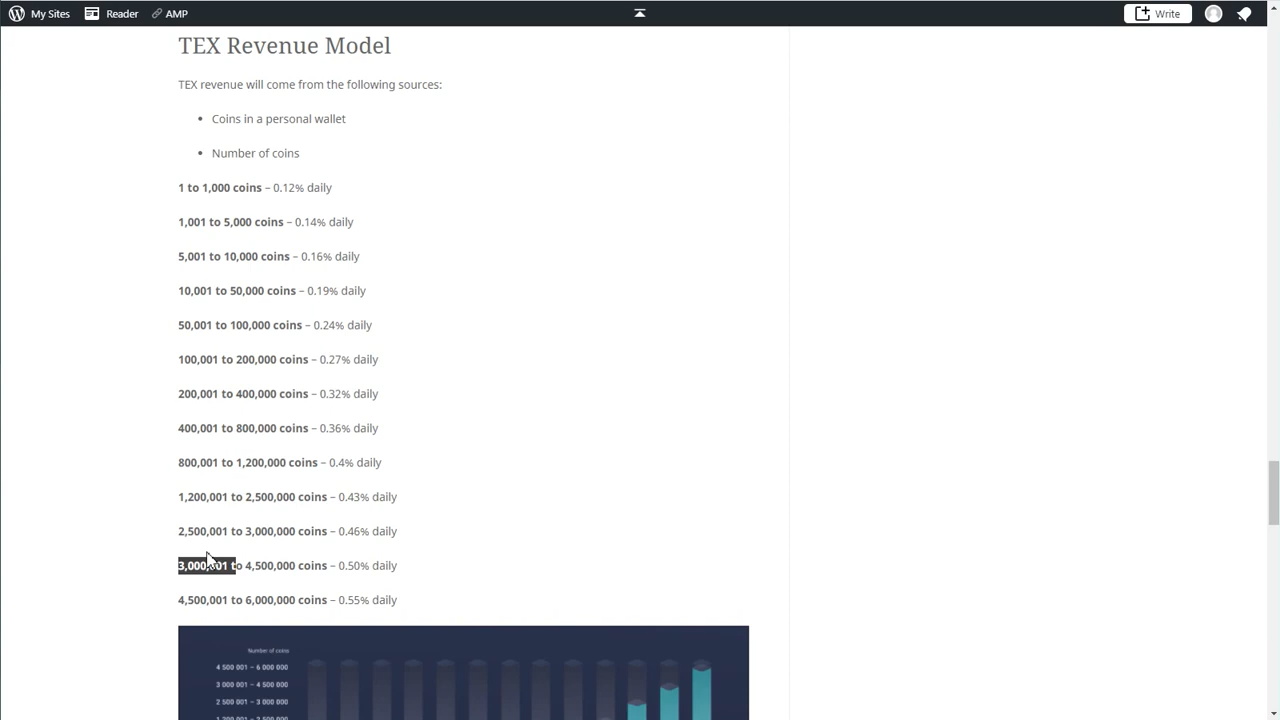 My Sites
Reader
AMP
Write
TEX Revenue Model
TEX revenue will come from the following sources:
• Coins in a personal wallet
• Number of coins
1 to 1,000 coins – 0.12% daily
1,001 to 5,000 coins – 0.14% daily
5,001 to 10,000 coins – 0.16% daily
10,001 to 50,000 coins – 0.19% daily
50,001 to 100,000 coins – 0.24% daily
100,001 to 200,000 coins – 0.27% daily
200,001 to 400,000 coins – 0.32% daily
400,001 to 800,000 coins – 0.36% daily
800,001 to 1,200,000 coins – 0.4% daily
1,200,001 to 2,500,000 coins – 0.43% daily
2,500,001 to 3,000,000 coins – 0.46% daily
3,000,001 to 4,500,000 coins – 0.50% daily
4,500,001 to 6,000,000 coins – 0.55% daily
Number of coins
4 500 001 – 6 000 000
3 000 001 – 4 500 000
2 500 001 – 3 000 000